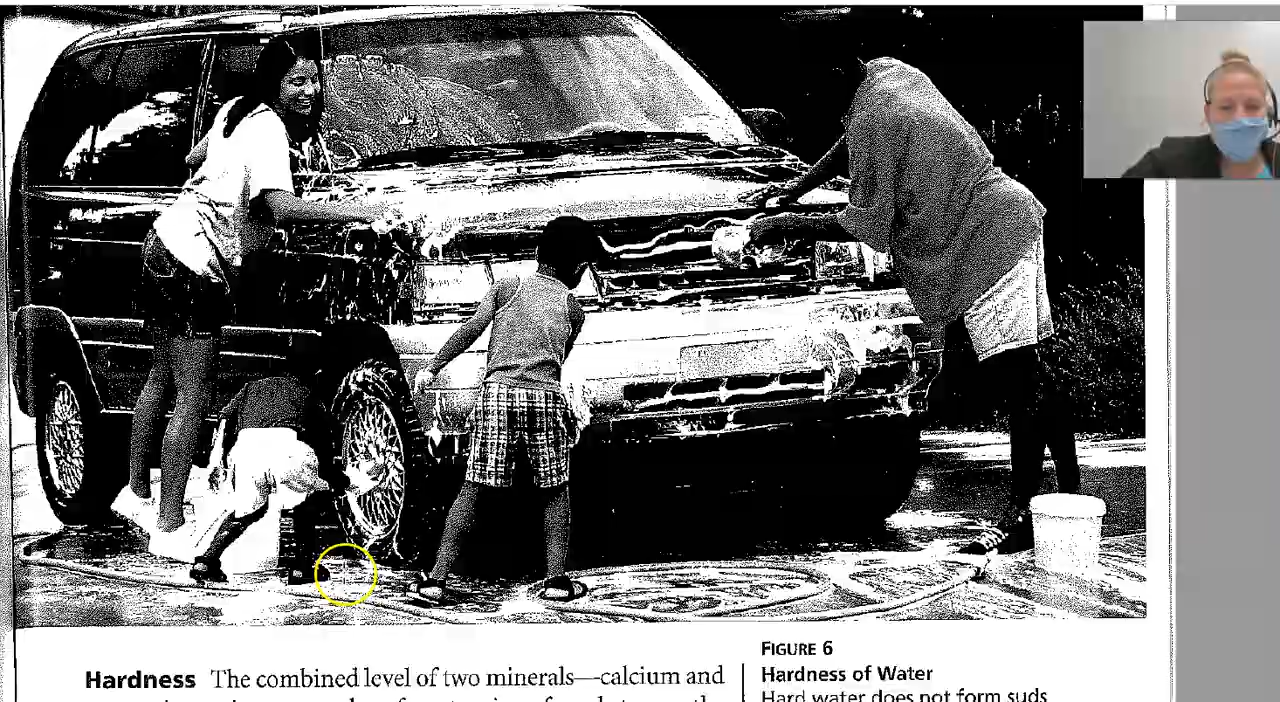 Hardness The combined level of two minerals—calcium and
FIGURE 6
Hardness of Water
Hard water does not form suds